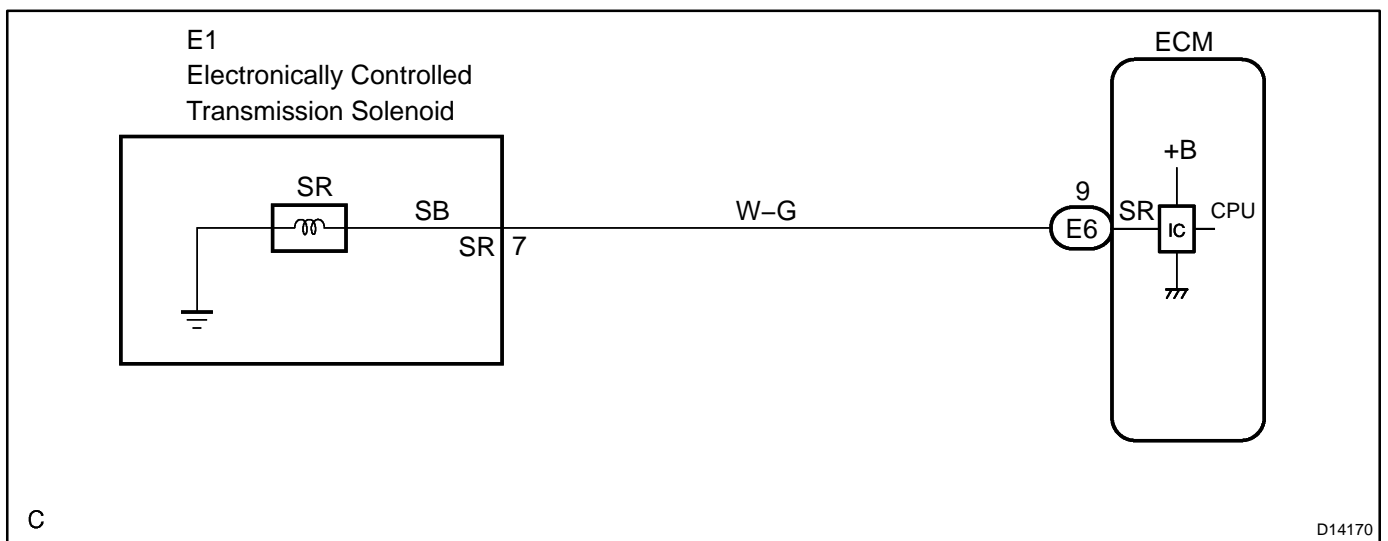 E1
Electronically Controlled
Transmission Solenoid
SR
SB
SR
7
W–G
9
E6
ECM
+B
SR
IC
CPU
C
D14170